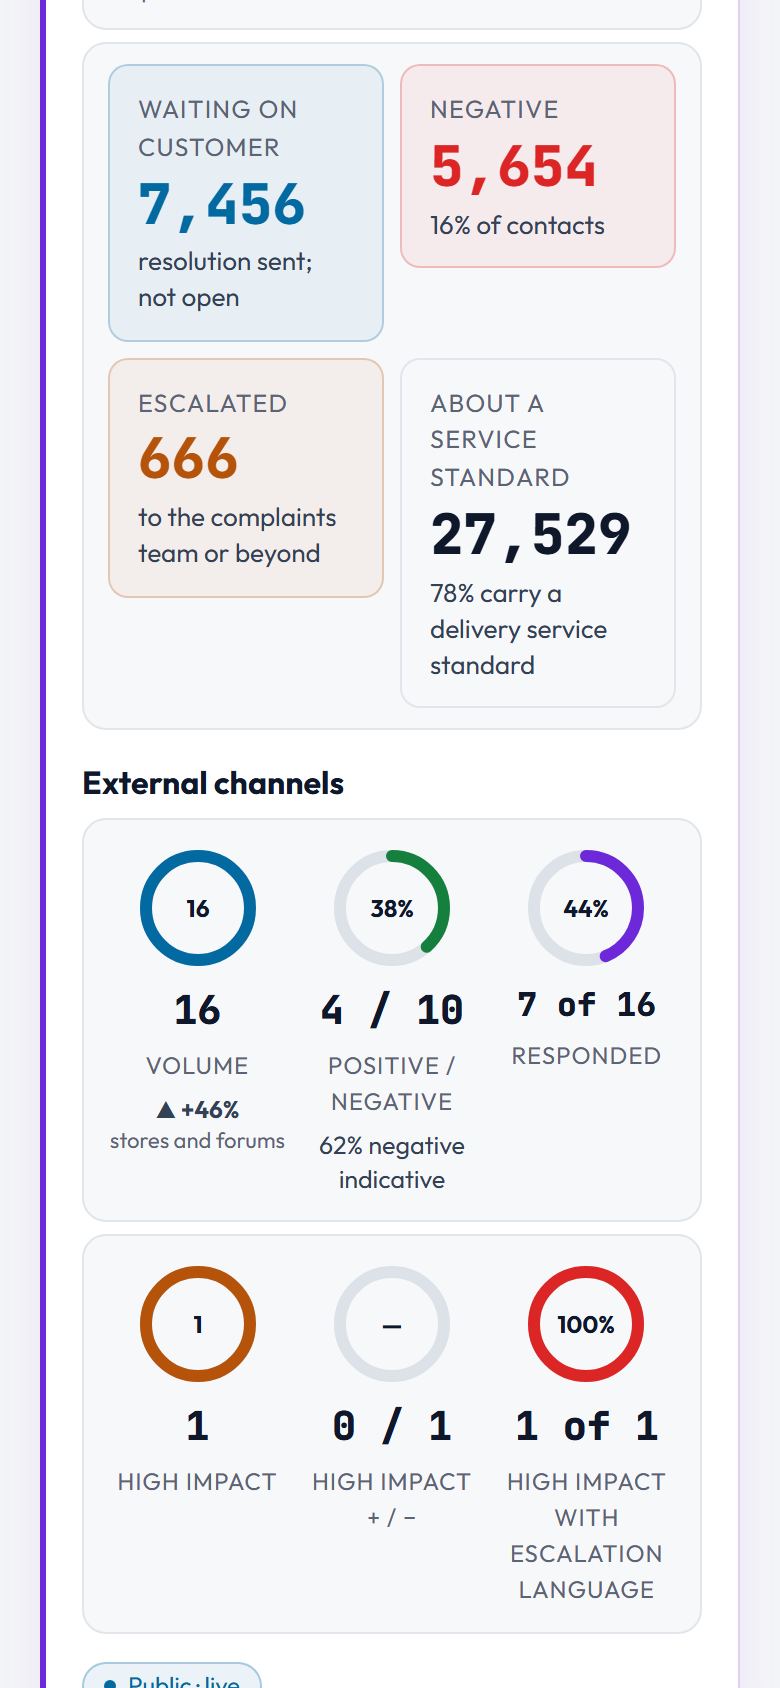 WAITING ON
CUSTOMER
7,456
resolution sent;
not open
NEGATIVE
5,654
16% of contacts
ESCALATED
666
to the complaints
team or beyond
ABOUT A
SERVICE
STANDARD
27,529
78% carry a
delivery service
standard
External channels
16
16
VOLUME
▲ +46%
stores and forums
38%
4 / 10
POSITIVE /
NEGATIVE
62% negative
indicative
44%
7 of 16
RESPONDED
1
1
HIGH IMPACT
–
0 / 1
HIGH IMPACT
+ / −
100%
1 of 1
HIGH IMPACT
WITH
ESCALATION
LANGUAGE
Public · live